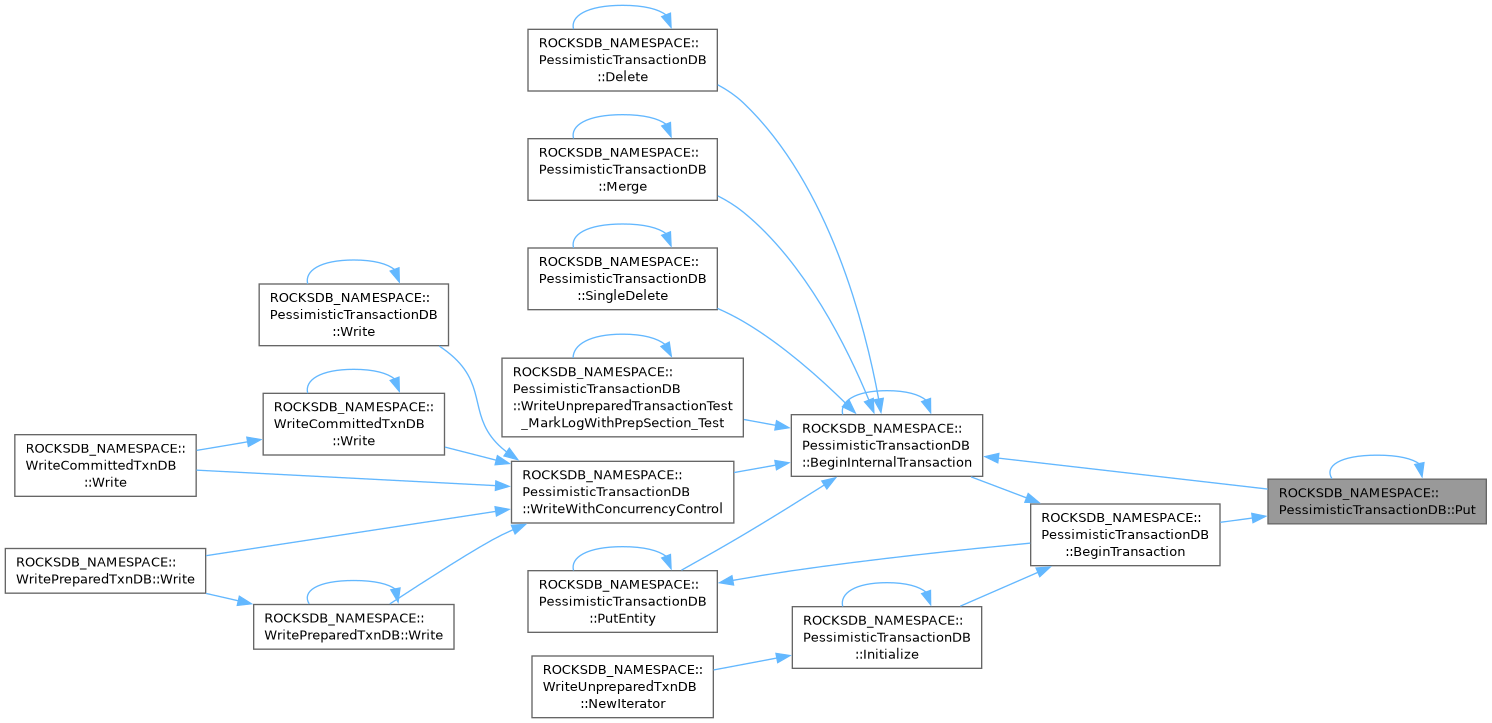 ROCKSDB_NAMESPACE::
PessimisticTransactionDB
::Delete
ROCKSDB_NAMESPACE::
PessimisticTransactionDB
::Merge
ROCKSDB_NAMESPACE::
PessimisticTransactionDB
::SingleDelete
ROCKSDB_NAMESPACE::
PessimisticTransactionDB
::Write
ROCKSDB_NAMESPACE::
PessimisticTransactionDB
::WriteUnpreparedTransactionTest
_MarkLogWithPrepSection_Test
ROCKSDB_NAMESPACE::
WriteCommittedTxnDB
::Write
ROCKSDB_NAMESPACE::
PessimisticTransactionDB
::BeginInternalTransaction
ROCKSDB_NAMESPACE::
WriteCommittedTxnDB
::Write
ROCKSDB_NAMESPACE::
PessimisticTransactionDB
::WriteWithConcurrencyControl
ROCKSDB_NAMESPACE::
PessimisticTransactionDB::Put
ROCKSDB_NAMESPACE::
PessimisticTransactionDB
::BeginTransaction
ROCKSDB_NAMESPACE::
WritePreparedTxnDB::Write
ROCKSDB_NAMESPACE::
PessimisticTransactionDB
::PutEntity
ROCKSDB_NAMESPACE::
WritePreparedTxnDB::Write
ROCKSDB_NAMESPACE::
PessimisticTransactionDB
::Initialize
ROCKSDB_NAMESPACE::
WriteUnpreparedTxnDB
::NewIterator